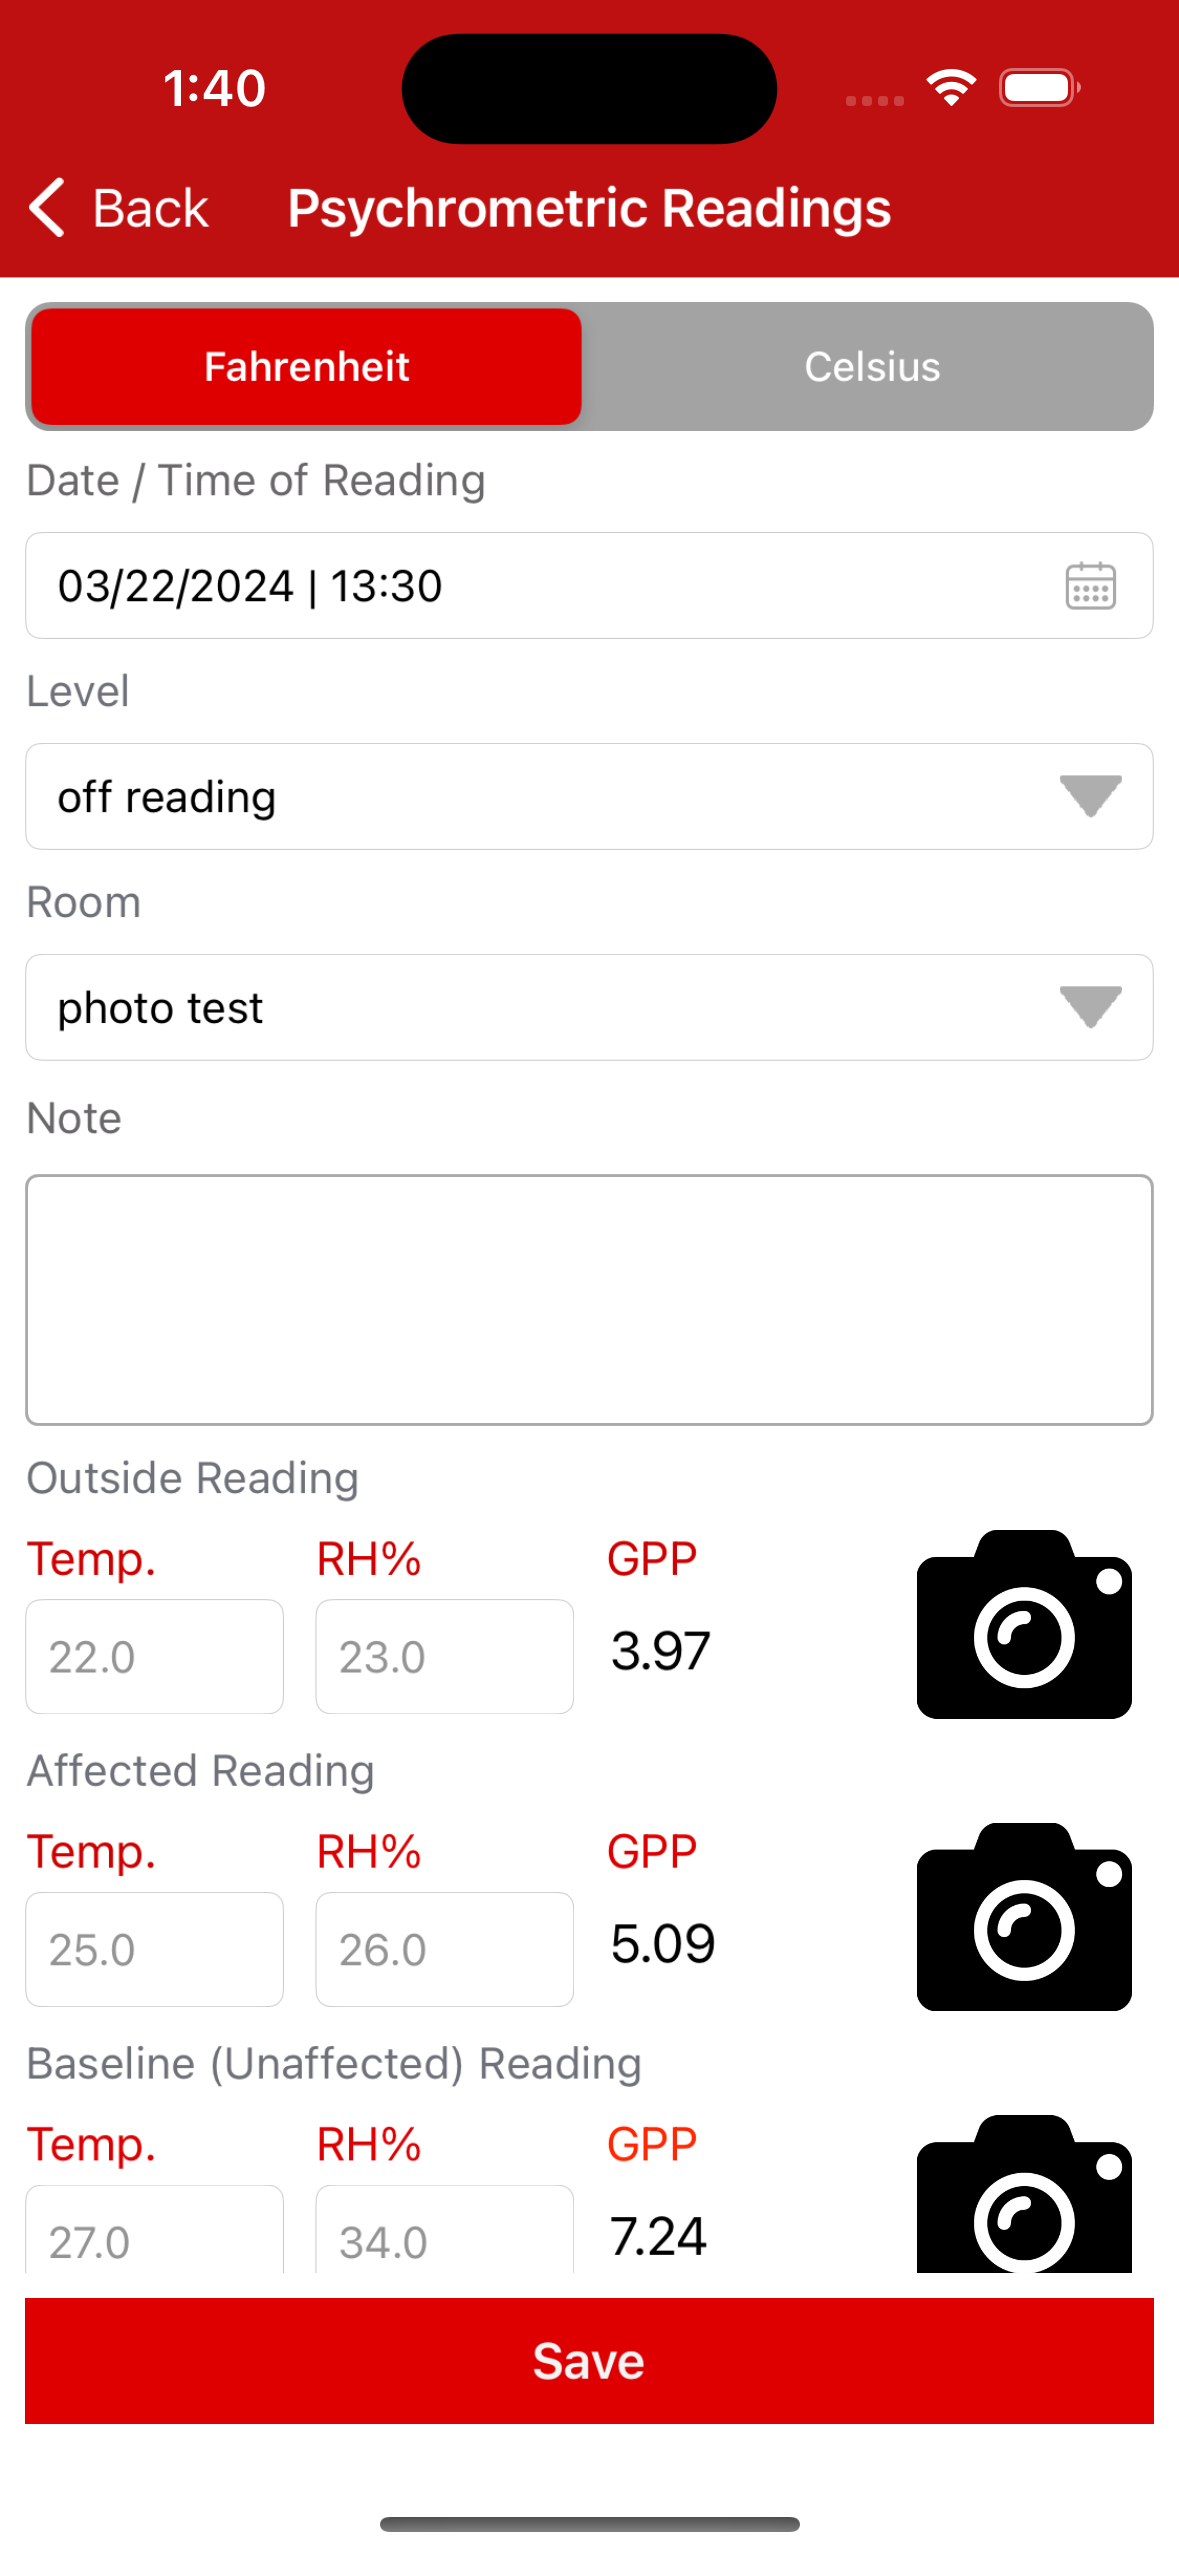 1:40
Back Psychrometric Readings
Fahrenheit Celsius
Date / Time of Reading
03/22/2024 | 13:30
Level
off reading
Room
photo test
Note
Outside Reading
Temp. RH% GPP
22.0 23.0 3.97
Affected Reading
Temp. RH% GPP
25.0 26.0 5.09
Baseline (Unaffected) Reading
Temp. RH% GPP
27.0 34.0 7.24
Save